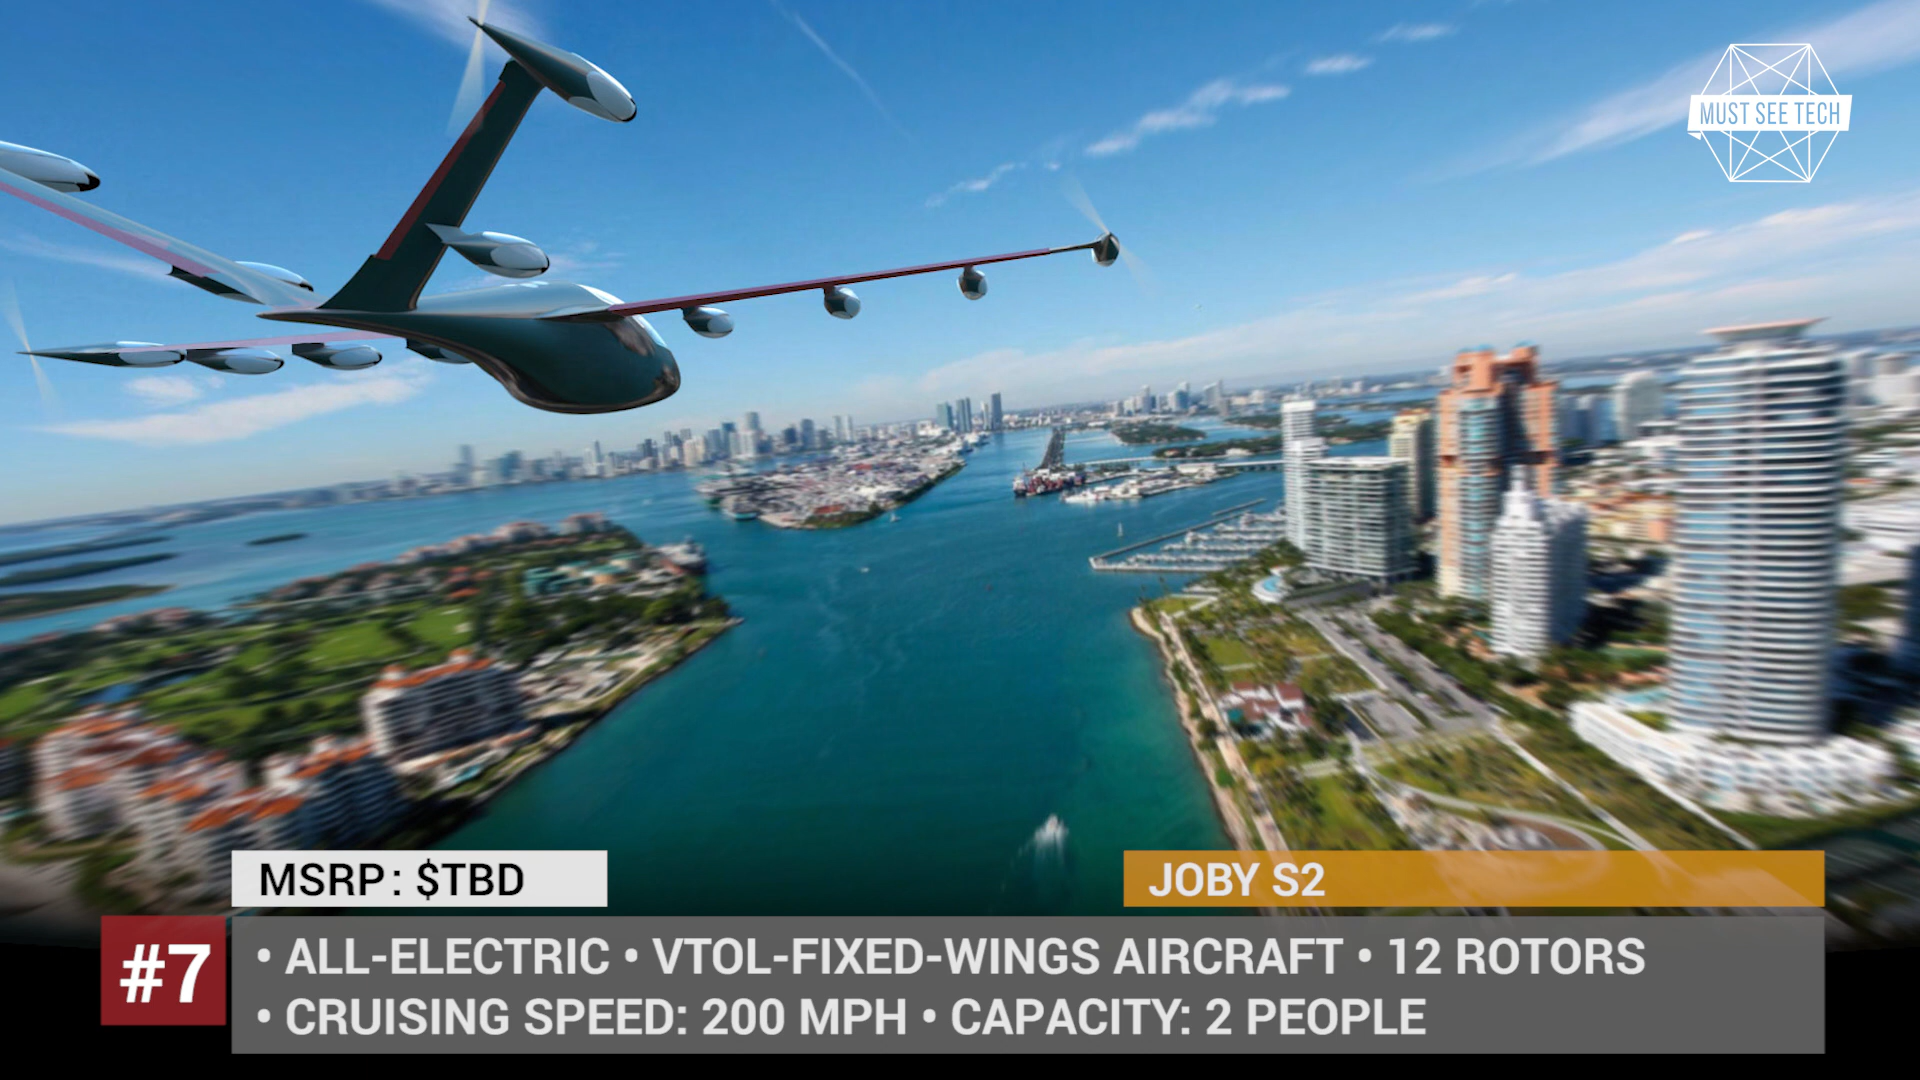 MUST SEE TECH
MSRP: $TBD
JOBY S2
#7
• ALL-ELECTRIC • VTOL-FIXED-WINGS AIRCRAFT • 12 ROTORS
• CRUISING SPEED: 200 MPH • CAPACITY: 2 PEOPLE